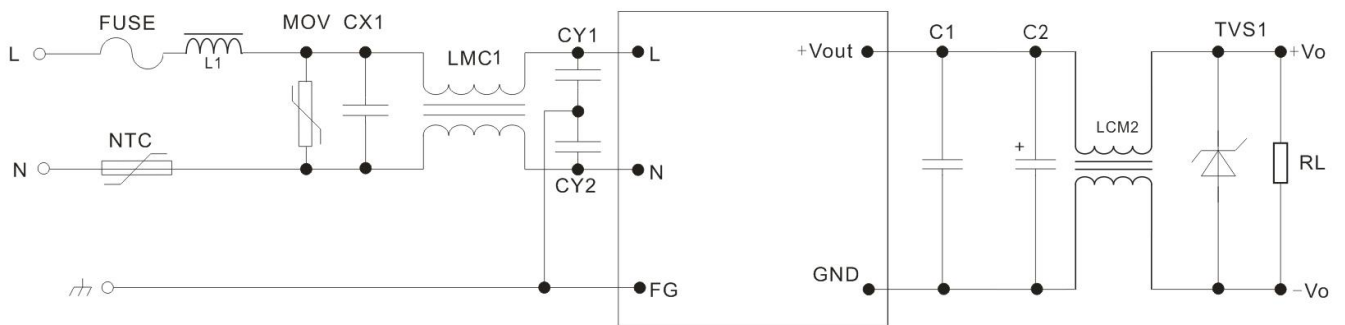 FUSE
MOV
CX1
CY1
L
L1
LMC1
L
+Vout
C1
C2
TVS1
+Vo
NTC
LCM2
+
RL
N
N
CY2
GND
FG
-Vo